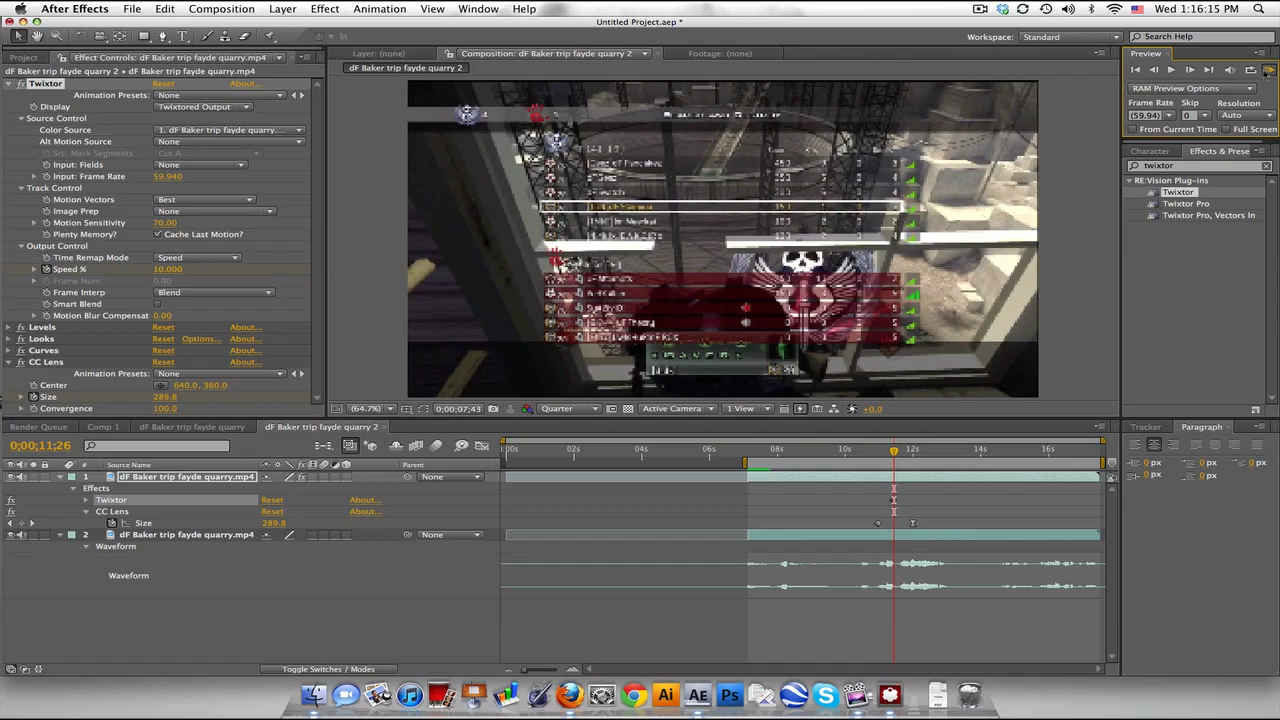 After Effects File Edit Composition Layer Effect Animation View Window Help Wed 1:16:15 PM
Untitled Project.aep *
Workspace: Standard Search Help
Project Effect Controls: dF Baker trip fayde quarry.mp4
Layer: (none) Composition: dF Baker trip fayde quarry 2 Footage: (none)
Preview
dF Baker trip fayde quarry 2 • dF Baker trip fayde quarry.mp4
dF Baker trip fayde quarry 2
Twixtor Reset About...
Animation Presets: None
Display Twixtored Output
Source Control
Color Source 1. dF Baker trip fayde quarry....
Alt Motion Source None
Src: Mark Segments Cut A
Input: Fields None
Input: Frame Rate 59.940
Track Control
Motion Vectors Best
Image Prep None
Motion Sensitivity 70.00
Plenty Memory? Cache Last Motion?
Output Control
Time Remap Mode Speed
Speed % 10.000
Frame Num 0.00
Frame Interp Blend
Smart Blend
Motion Blur Compensat 0.00
Levels Reset About...
Looks Reset Options... About...
Curves Reset About...
CC Lens Reset About...
Animation Presets: None
Center 640.0, 360.0
Size 289.8
Convergence 100.0
RAM Preview Options
Frame Rate Skip Resolution
(59.94) 0 Auto
From Current Time Full Screen
Character Effects & Prese
twixtor
RE:Vision Plug-ins
Twixtor
Twixtor Pro
Twixtor Pro, Vectors In
(64.7%) 0;00;07;43 Quarter Active Camera 1 View +0.0
Render Queue Comp 1 dF Baker trip fayde quarry dF Baker trip fayde quarry 2
Tracker Paragraph
0;00;11;26
:00s 02s 04s 06s 08s 10s 12s 14s 16s
# Source Name Parent
1 dF Baker trip fayde quarry.mp4 None
Effects
Twixtor Reset About...
CC Lens Reset About...
Size 289.8
2 dF Baker trip fayde quarry.mp4 None
Waveform
Waveform
0 px 0 px 0 px
0 px 0 px
Toggle Switches / Modes
Ai AE Ps